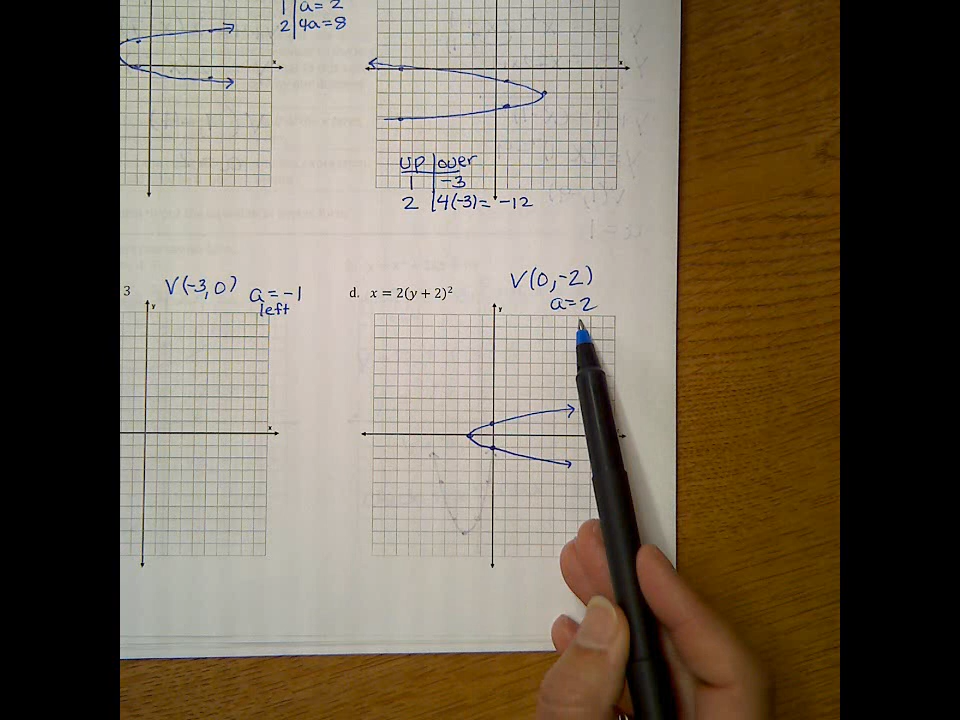 1 | a = 2
2 | 4a = 8
x
x
up | over
1 | -3
2 | 4(-3) = -12
3
V(-3, 0)
a = -1
left
y
x
d. x = 2(y + 2)²
V(0, -2)
a = 2
y